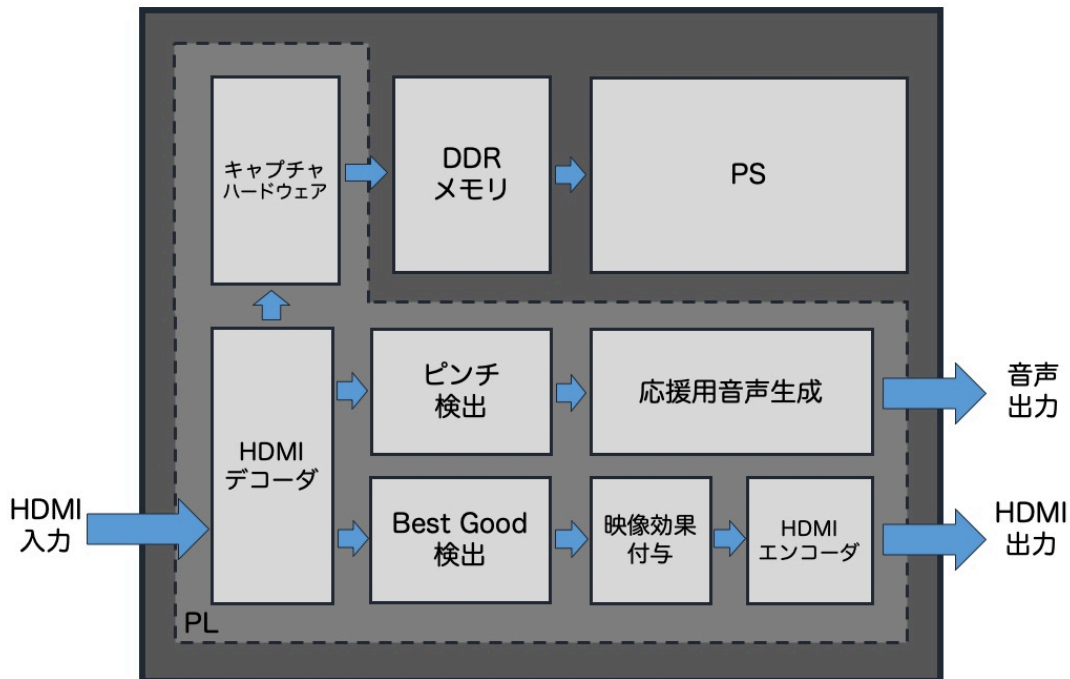 キャプチャ
ハードウェア
DDR
メモリ
PS
HDMI
デコーダ
ピンチ
検出
応援用音声生成
音声
出力
HDMI
入力
Best Good
検出
映像効果
付与
HDMI
エンコーダ
HDMI
出力
PL